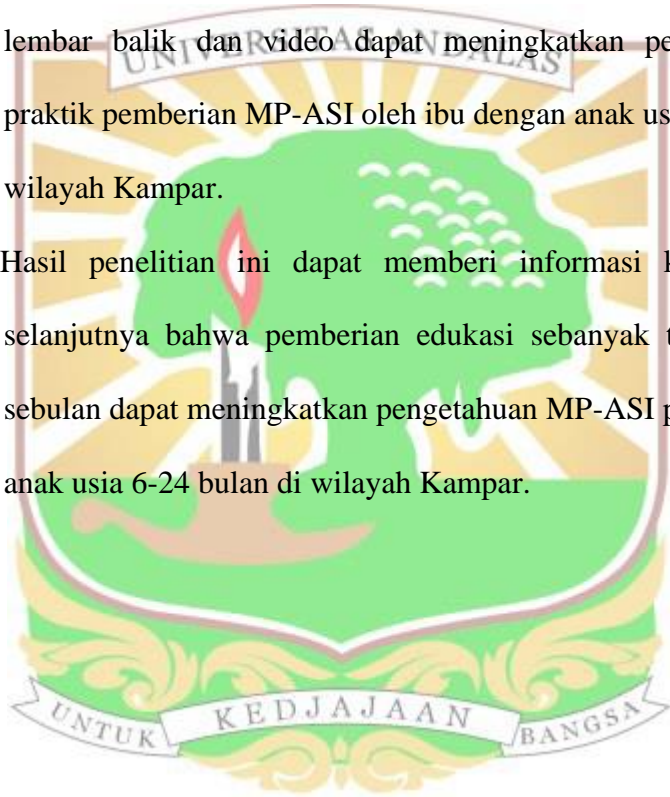 lembar balik dan video dapat meningkatkan pe
UNIVERSITAS ANDALAS
praktik pemberian MP-ASI oleh ibu dengan anak us
wilayah Kampar.
Hasil penelitian ini dapat memberi informasi k
selanjutnya bahwa pemberian edukasi sebanyak t
sebulan dapat meningkatkan pengetahuan MP-ASI p
anak usia 6-24 bulan di wilayah Kampar.
UNTUK KEDJAJAAN BANGSA